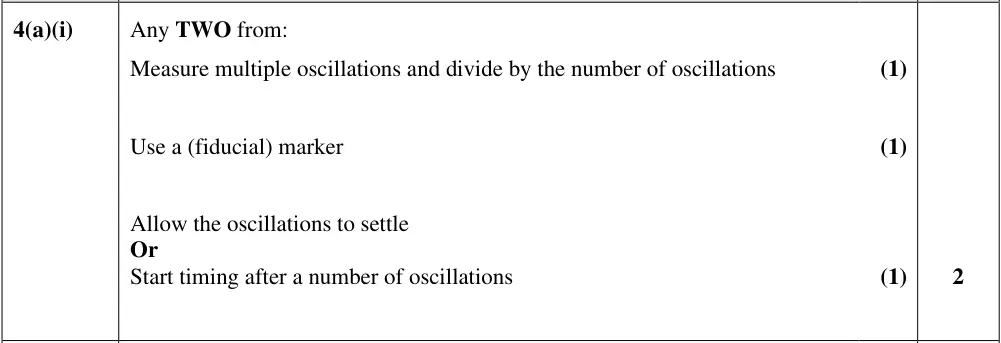 4(a)(i) Any TWO from:
Measure multiple oscillations and divide by the number of oscillations (1)
Use a (fiducial) marker (1)
Allow the oscillations to settle
Or
Start timing after a number of oscillations (1) 2